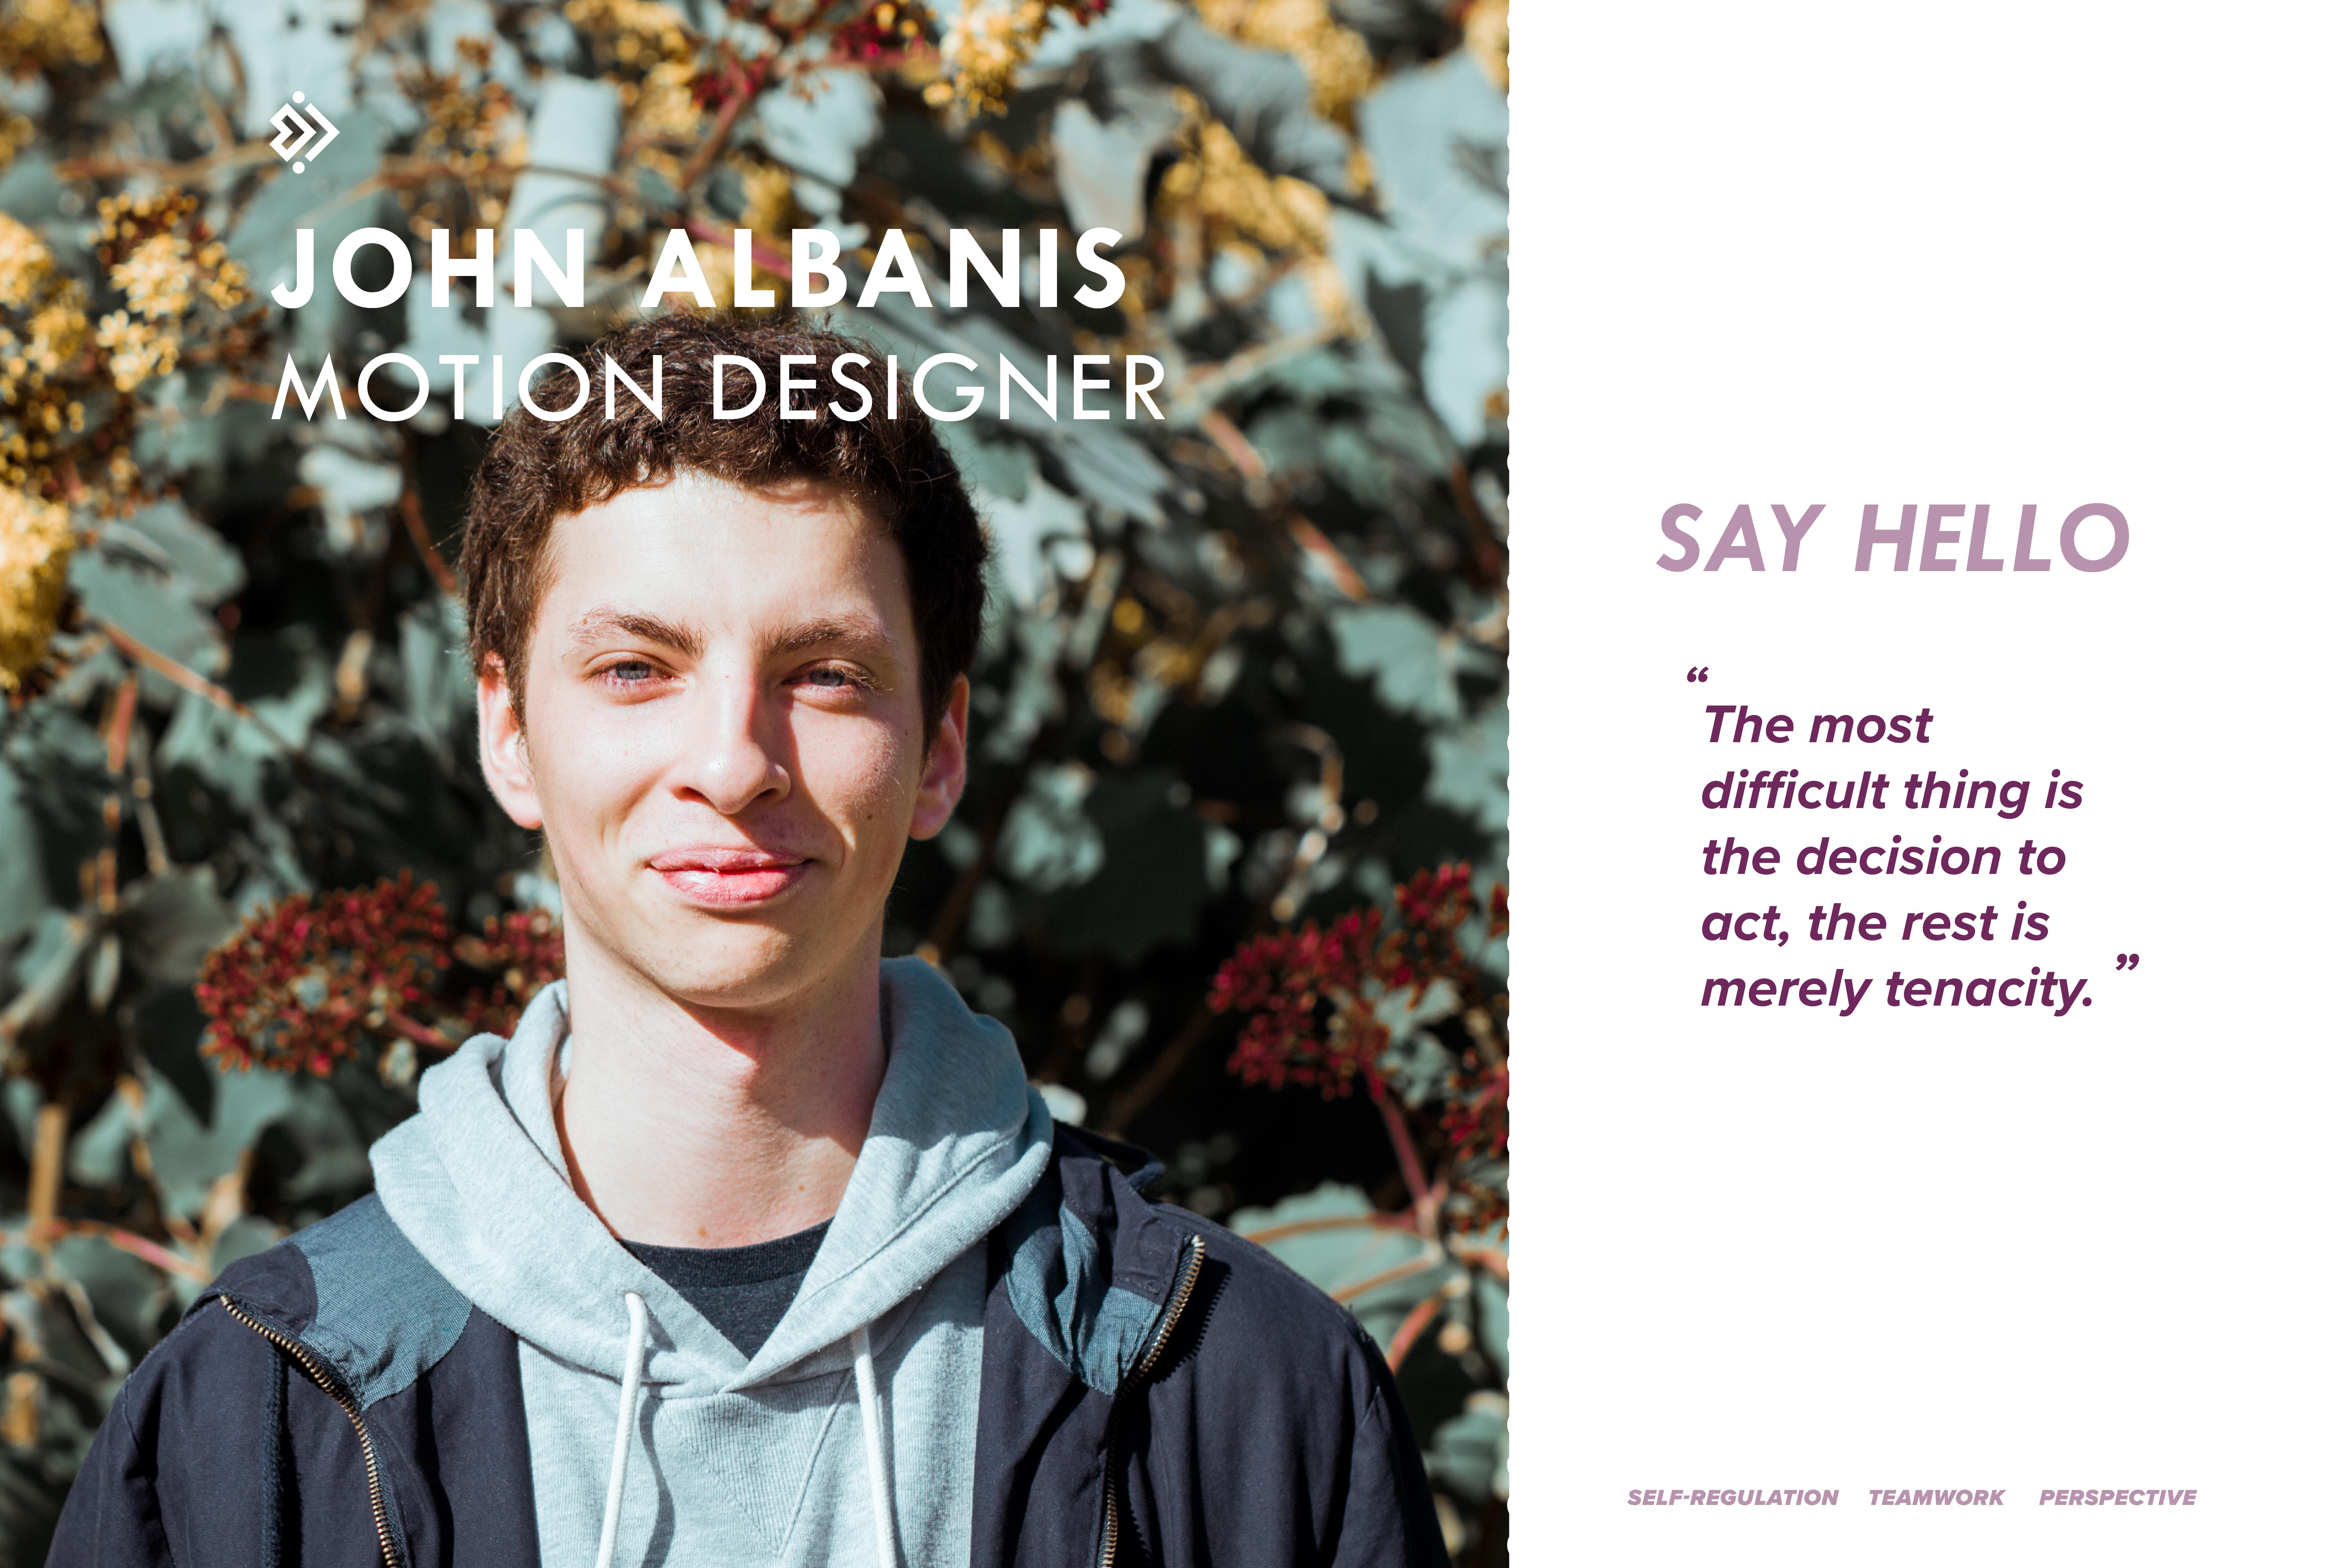 JOHN ALBANIS
MOTION DESIGNER
SAY HELLO
“
The most
difficult thing is
the decision to
act, the rest is
merely tenacity. ”
SELF-REGULATION TEAMWORK PERSPECTIVE